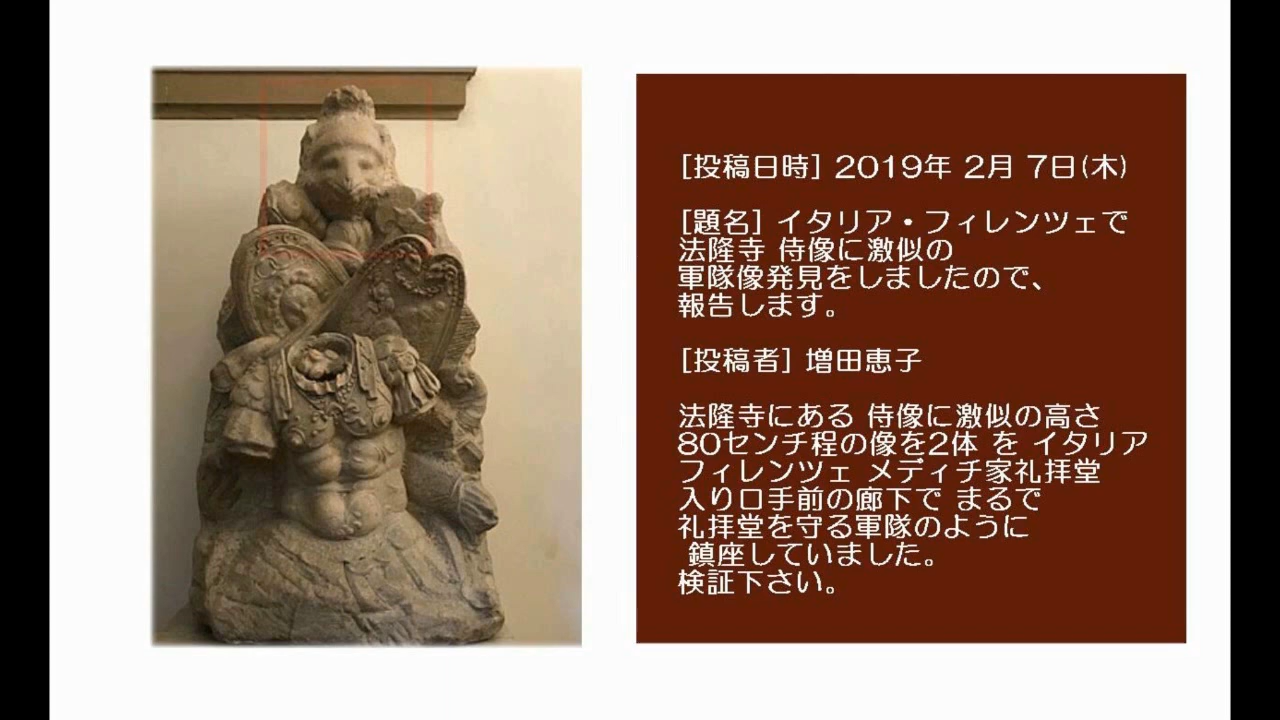 [投稿日時] 2019年 2月 7日(木)
[題名] イタリア・フィレンツェで
法隆寺 侍像に激似の
軍隊像発見をしましたので、
報告します。
[投稿者] 増田恵子
法隆寺にある 侍像に激似の高さ
80センチ程の像を2体 を イタリア
フィレンツェ メディチ家礼拝堂
入り口手前の廊下で まるで
礼拝堂を守る軍隊のように
鎮座していました。
検証下さい。